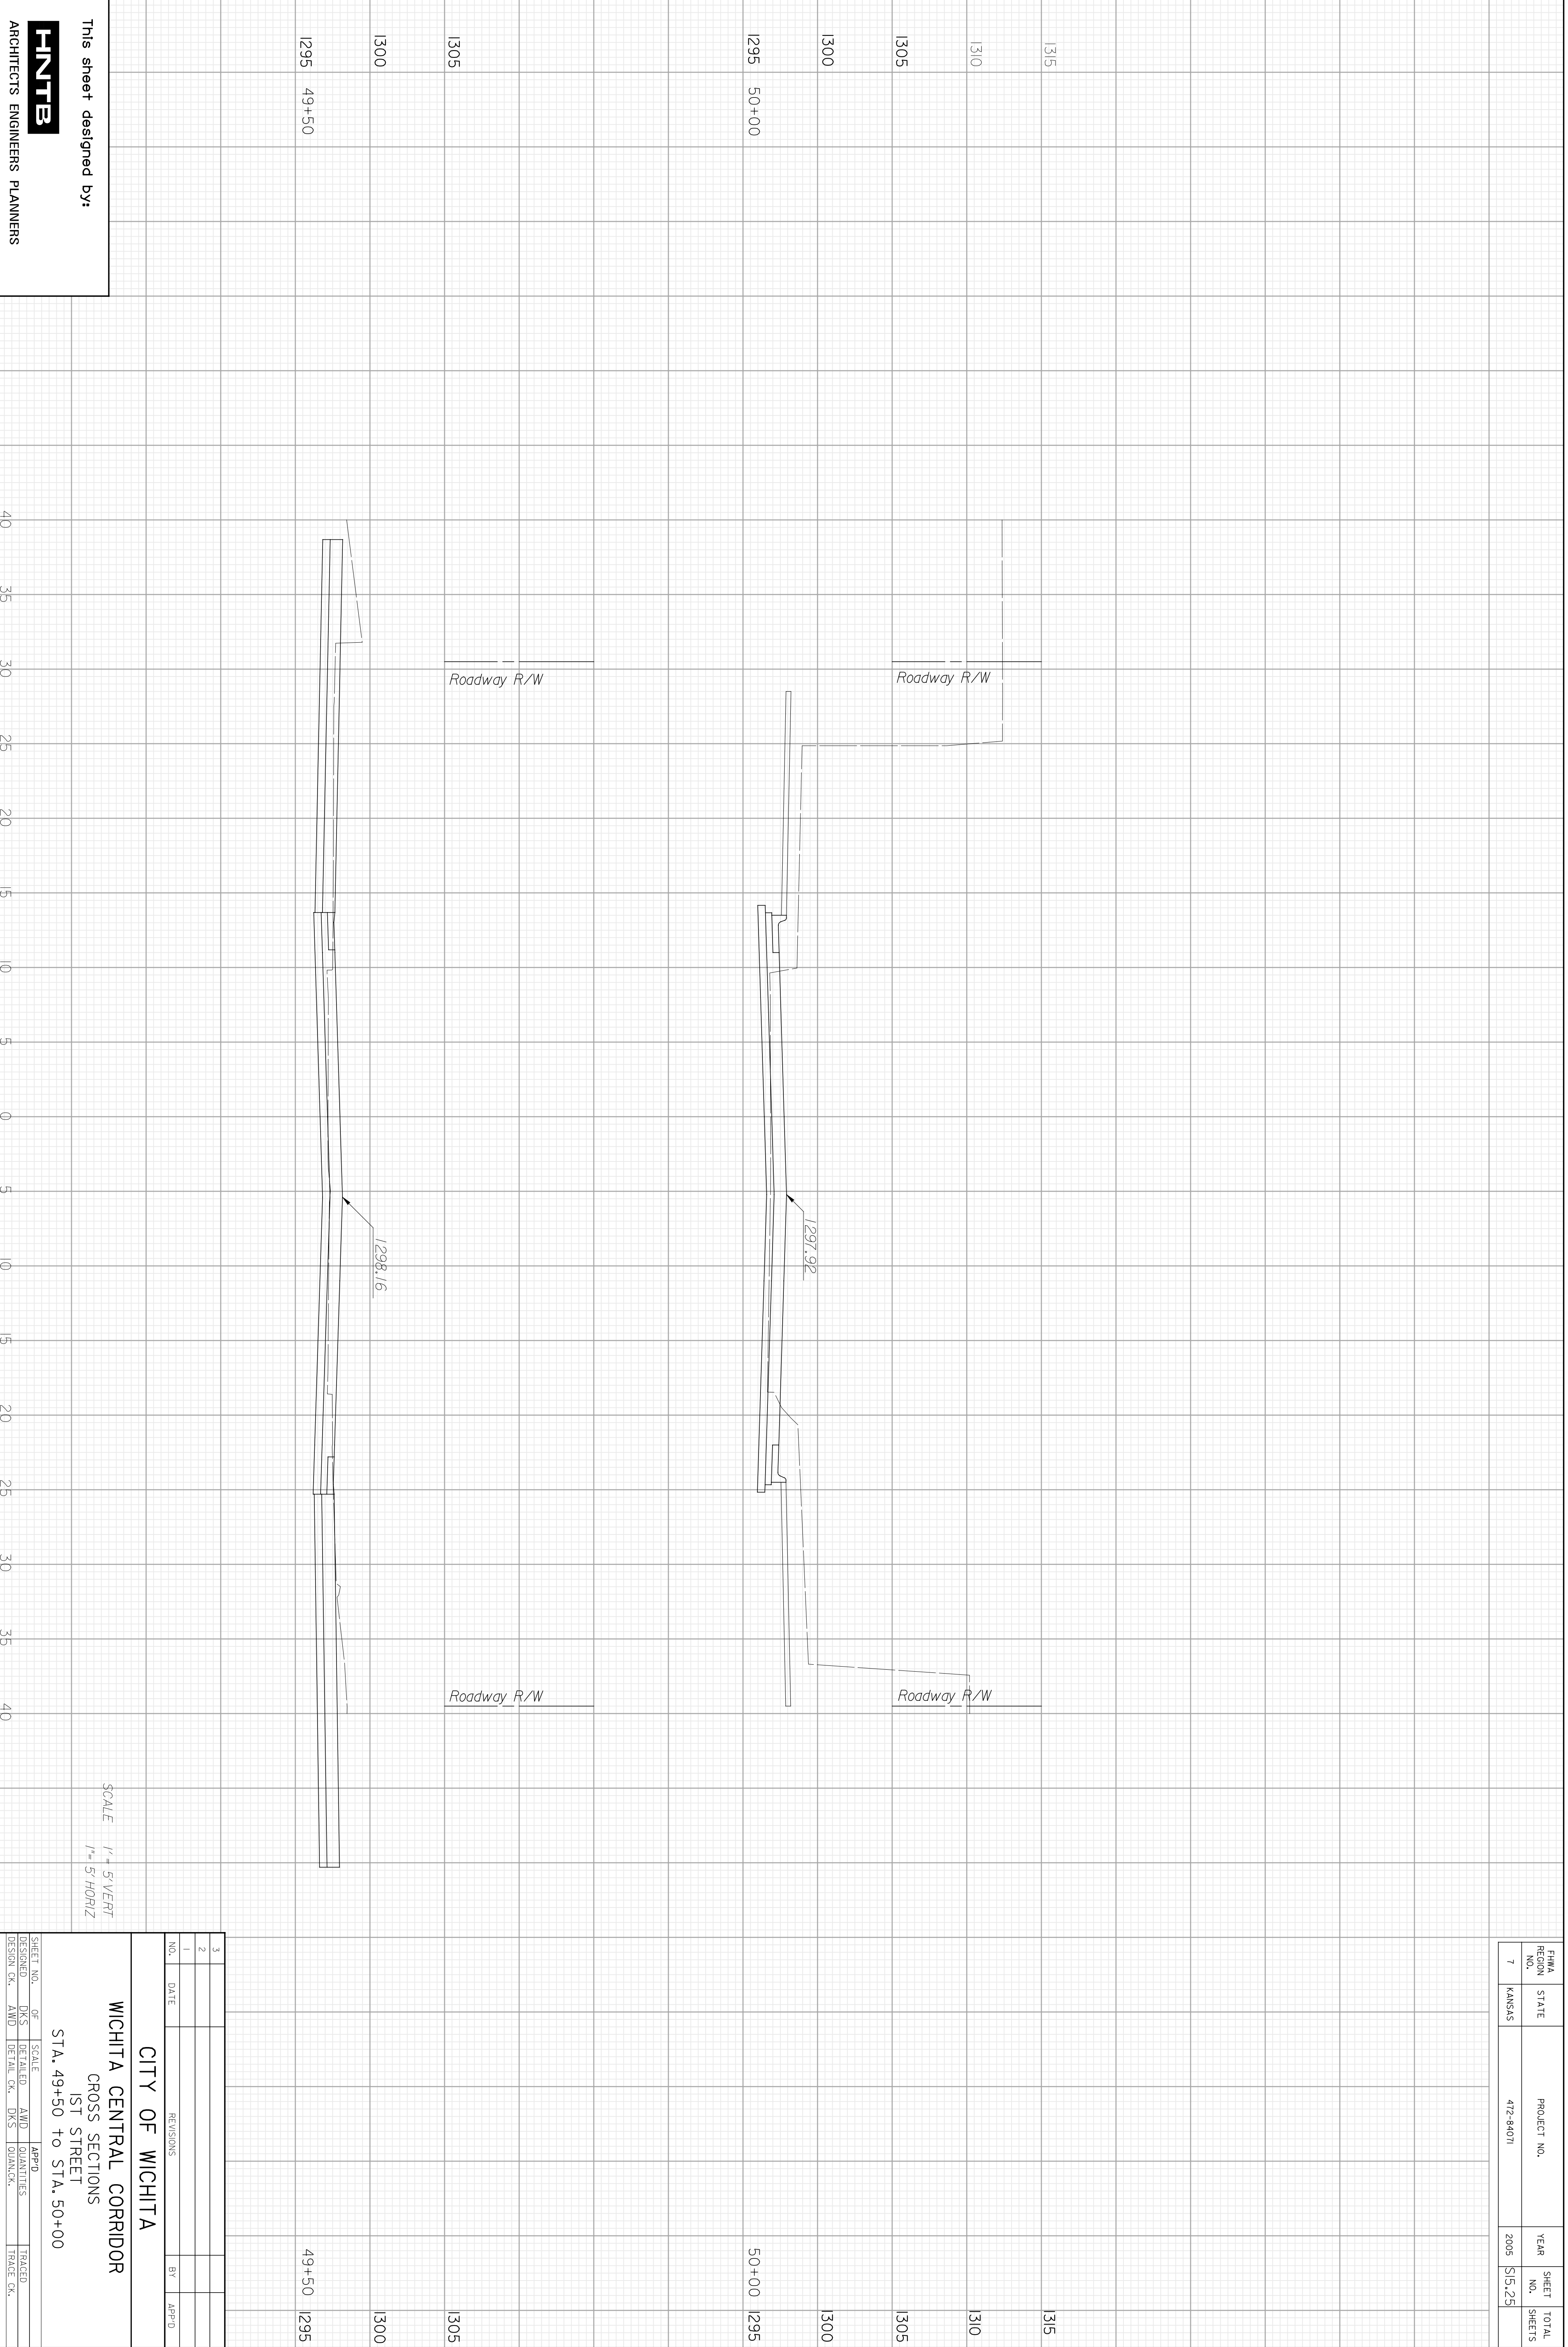 FHWA REGION NO.
STATE
PROJECT NO.
YEAR
SHEET NO.
TOTAL SHEETS
7
KANSAS
472-84071
2005
S15.25
1315
1315
1310
1310
1305
1305
1300
1300
1295
50+00
50+00
1295
Roadway R/W
Roadway R/W
1297.92
1305
1305
1300
1300
1295
49+50
49+50
1295
Roadway R/W
Roadway R/W
1298.16
40 35 30 25 20 15 10 5 0 5 10 15 20 25 30 35 40
SCALE 1" = 5' VERT
1" = 5' HORIZ
This sheet designed by:
HNTB
ARCHITECTS ENGINEERS PLANNERS
3
2
1
NO. DATE REVISIONS BY APP'D
CITY OF WICHITA
WICHITA CENTRAL CORRIDOR
CROSS SECTIONS
1ST STREET
STA. 49+50 to STA. 50+00
SHEET NO. OF SCALE APP'D
DESIGNED DKS DETAILED AWD QUANTITIES TRACED
DESIGN CK. AWD DETAIL CK. DKS QUAN.CK. TRACE CK.